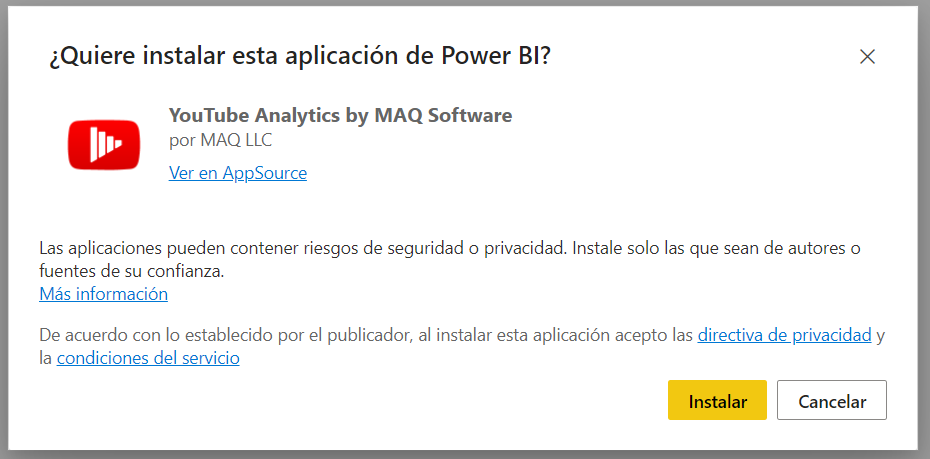 ¿Quiere instalar esta aplicación de Power BI?
YouTube Analytics by MAQ Software
por MAQ LLC
Ver en AppSource
Las aplicaciones pueden contener riesgos de seguridad o privacidad. Instale solo las que sean de autores o
fuentes de su confianza.
Más información
De acuerdo con lo establecido por el publicador, al instalar esta aplicación acepto las directiva de privacidad y
la condiciones del servicio
Instalar Cancelar